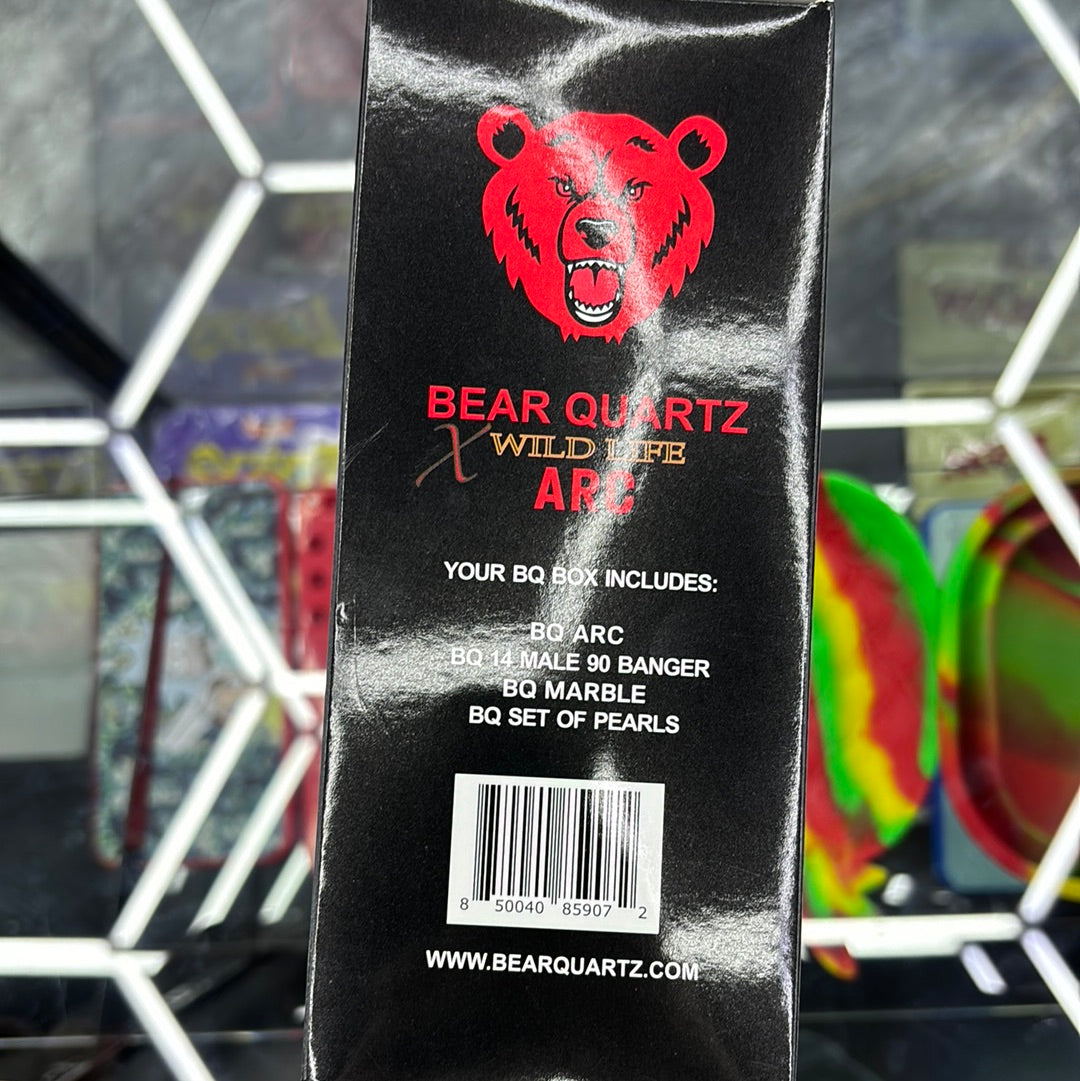 BEAR QUARTZ
X WILD LIFE
ARC
YOUR BQ BOX INCLUDES:
BQ ARC
BQ 14 MALE 90 BANGER
BQ MARBLE
BQ SET OF PEARLS
8 50040 85907 2
WWW.BEARQUARTZ.COM